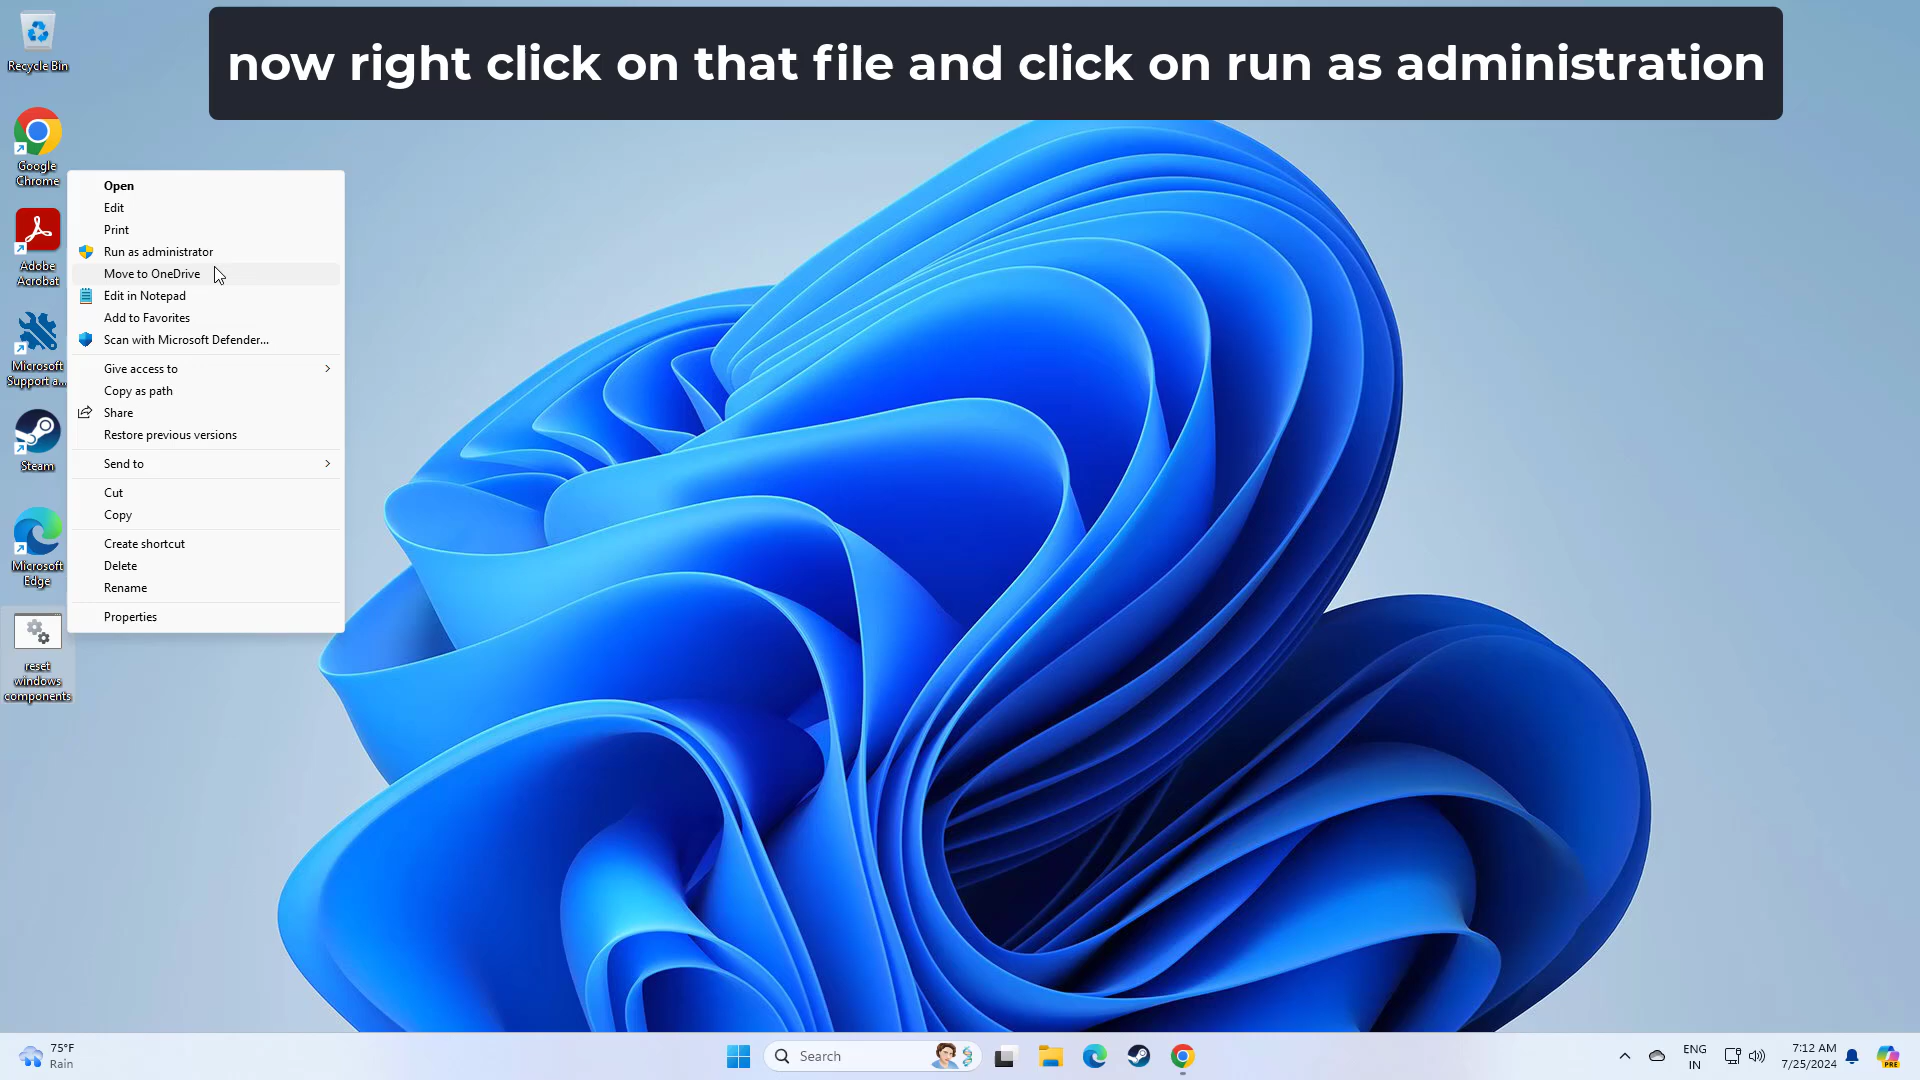 now right click on that file and click on run as administration
Recycle Bin
Google
Chrome
Adobe
Acrobat
Microsoft
Support a...
Steam
Microsoft
Edge
reset
windows
components
Open
Edit
Print
Run as administrator
Move to OneDrive
Edit in Notepad
Add to Favorites
Scan with Microsoft Defender...
Give access to
Copy as path
Share
Restore previous versions
Send to
Cut
Copy
Create shortcut
Delete
Rename
Properties
75°F
Rain
Search
ENG
IN
7:12 AM
7/25/2024
PRE